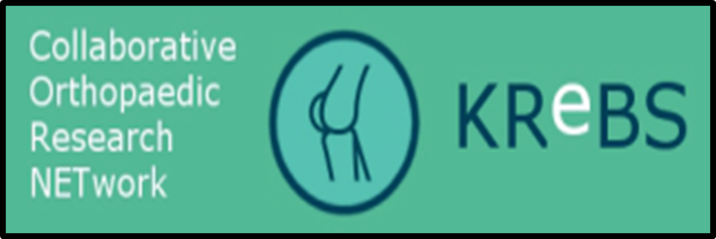 Collaborative
Orthopaedic
Research
NETwork
KReBS